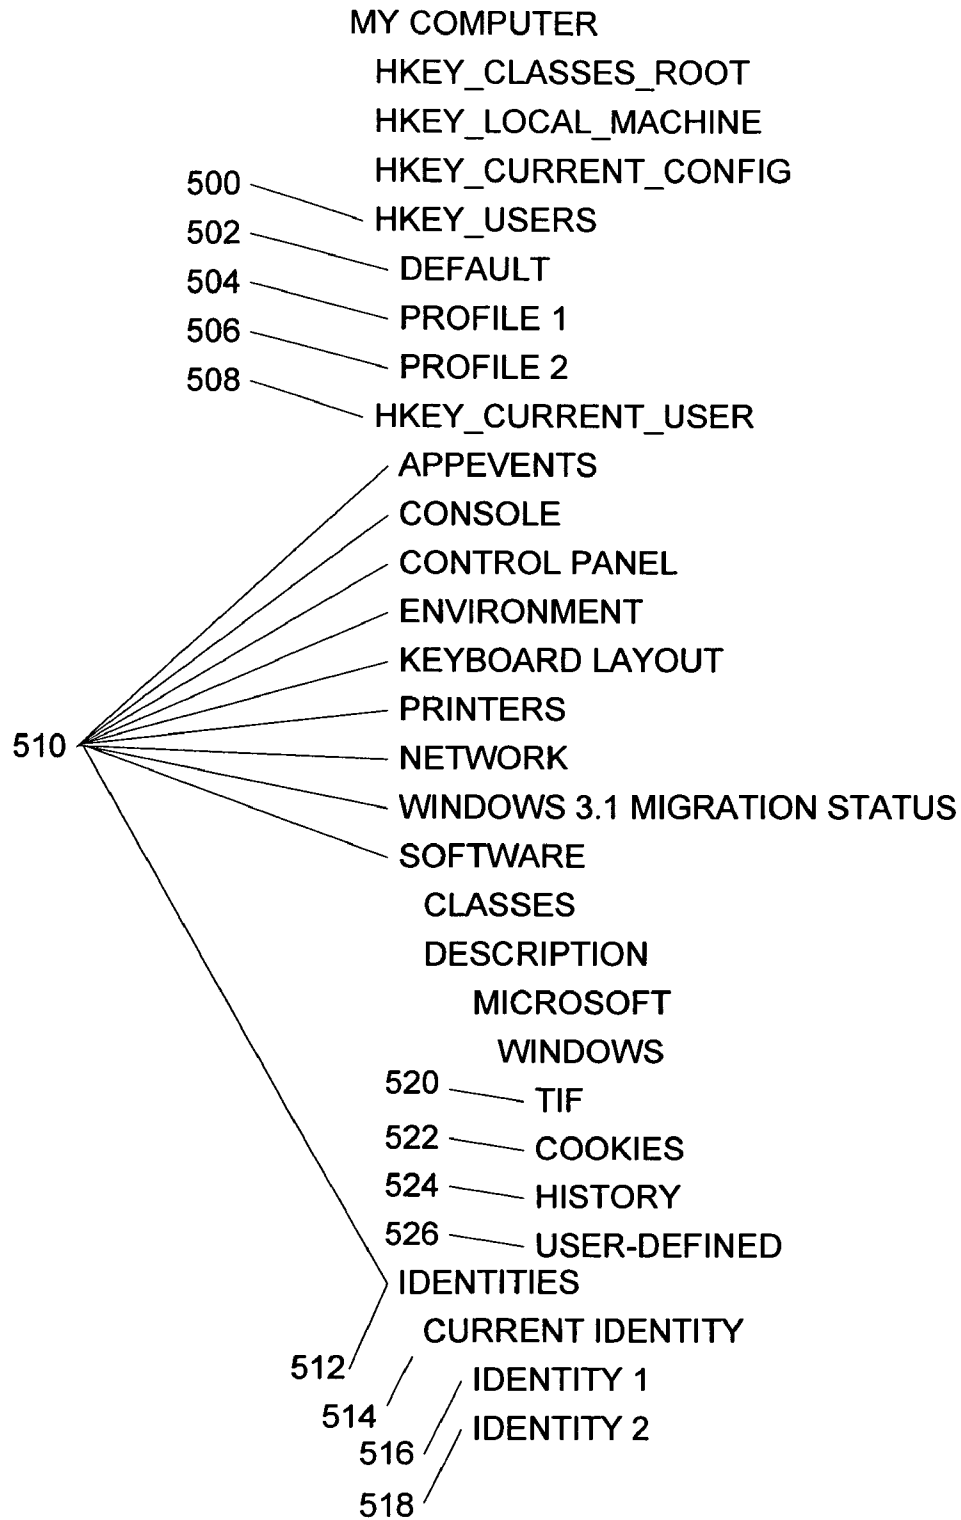 MY COMPUTER
HKEY_CLASSES_ROOT
HKEY_LOCAL_MACHINE
HKEY_CURRENT_CONFIG
500
HKEY_USERS
502
DEFAULT
504
PROFILE 1
506
PROFILE 2
508
HKEY_CURRENT_USER
APPEVENTS
CONSOLE
CONTROL PANEL
ENVIRONMENT
KEYBOARD LAYOUT
PRINTERS
510
NETWORK
WINDOWS 3.1 MIGRATION STATUS
SOFTWARE
CLASSES
DESCRIPTION
MICROSOFT
WINDOWS
520
TIF
522
COOKIES
524
HISTORY
526
USER-DEFINED
IDENTITIES
CURRENT IDENTITY
512
IDENTITY 1
514
IDENTITY 2
516
518